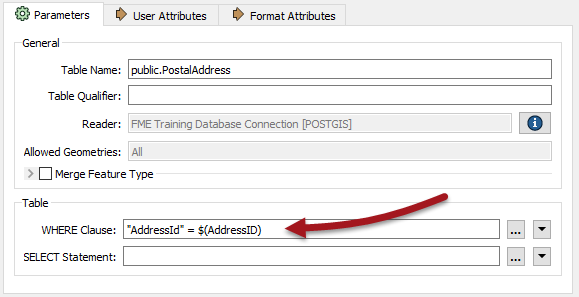 Parameters User Attributes Format Attributes
General
Table Name: public.PostalAddress
Table Qualifier:
Reader: FME Training Database Connection [POSTGIS]
Allowed Geometries: All
Merge Feature Type
Table
WHERE Clause: "AddressId" = $(AddressID) ...
SELECT Statement: ...